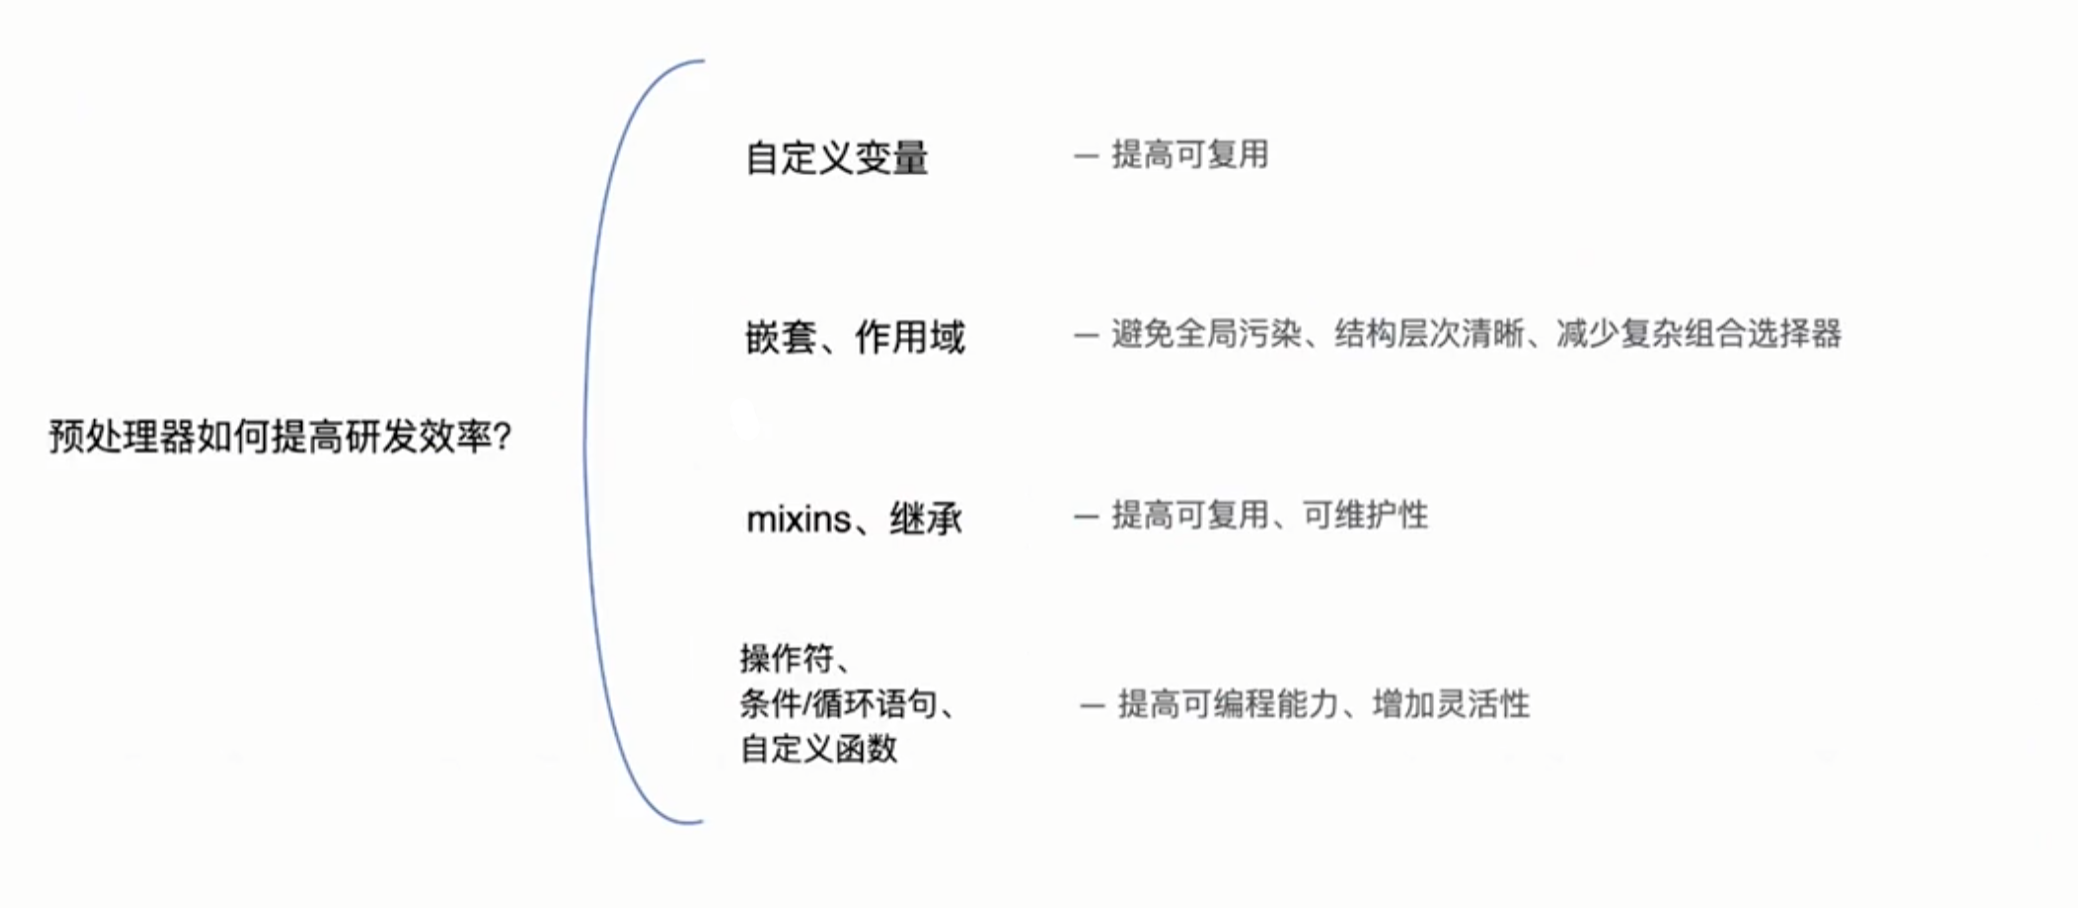 预处理器如何提高研发效率?
自定义变量 — 提高可复用
嵌套、作用域 — 避免全局污染、结构层次清晰、减少复杂组合选择器
mixins、继承 — 提高可复用、可维护性
操作符、
条件/循环语句、 — 提高可编程能力、增加灵活性
自定义函数